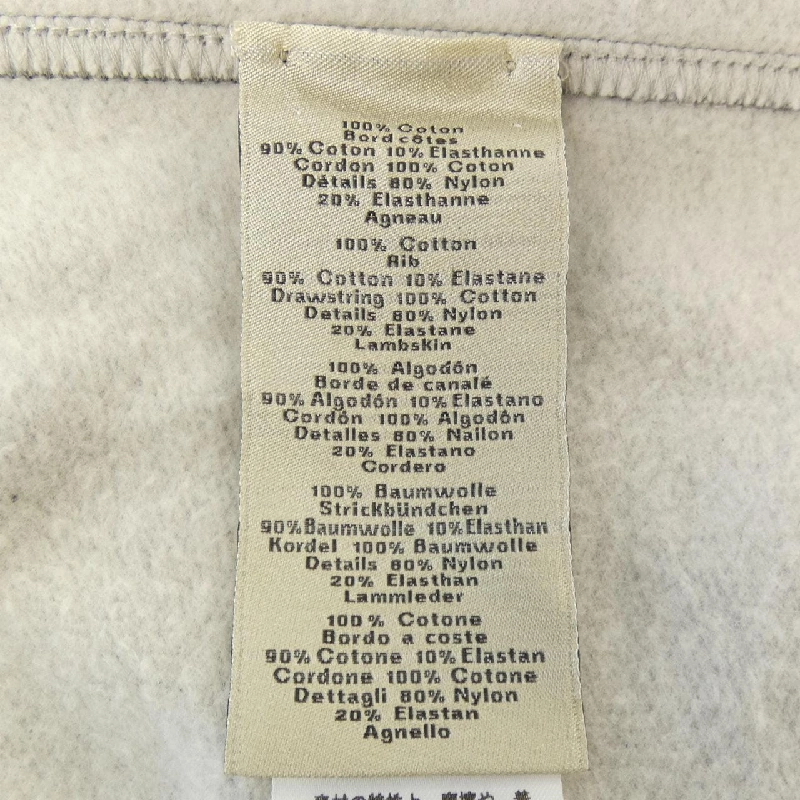 100% Coton
Bord côtes
90% Coton 10% Elasthanne
Cordon 100% Coton
Détails 80% Nylon
20% Elasthanne
Agneau
100% Cotton
Rib
90% Cotton 10% Elastane
Drawstring 100% Cotton
Details 80% Nylon
20% Elastane
Lambskin
100% Algodón
Borde de canalé
90% Algodón 10% Elastano
Cordón 100% Algodón
Detalles 80% Nailon
20% Elastano
Cordero
100% Baumwolle
Strickbündchen
90% Baumwolle 10% Elasthan
Kordel 100% Baumwolle
Details 80% Nylon
20% Elasthan
Lammleder
100% Cotone
Bordo a coste
90% Cotone 10% Elastan
Cordone 100% Cotone
Dettagli 80% Nylon
20% Elastan
Agnello